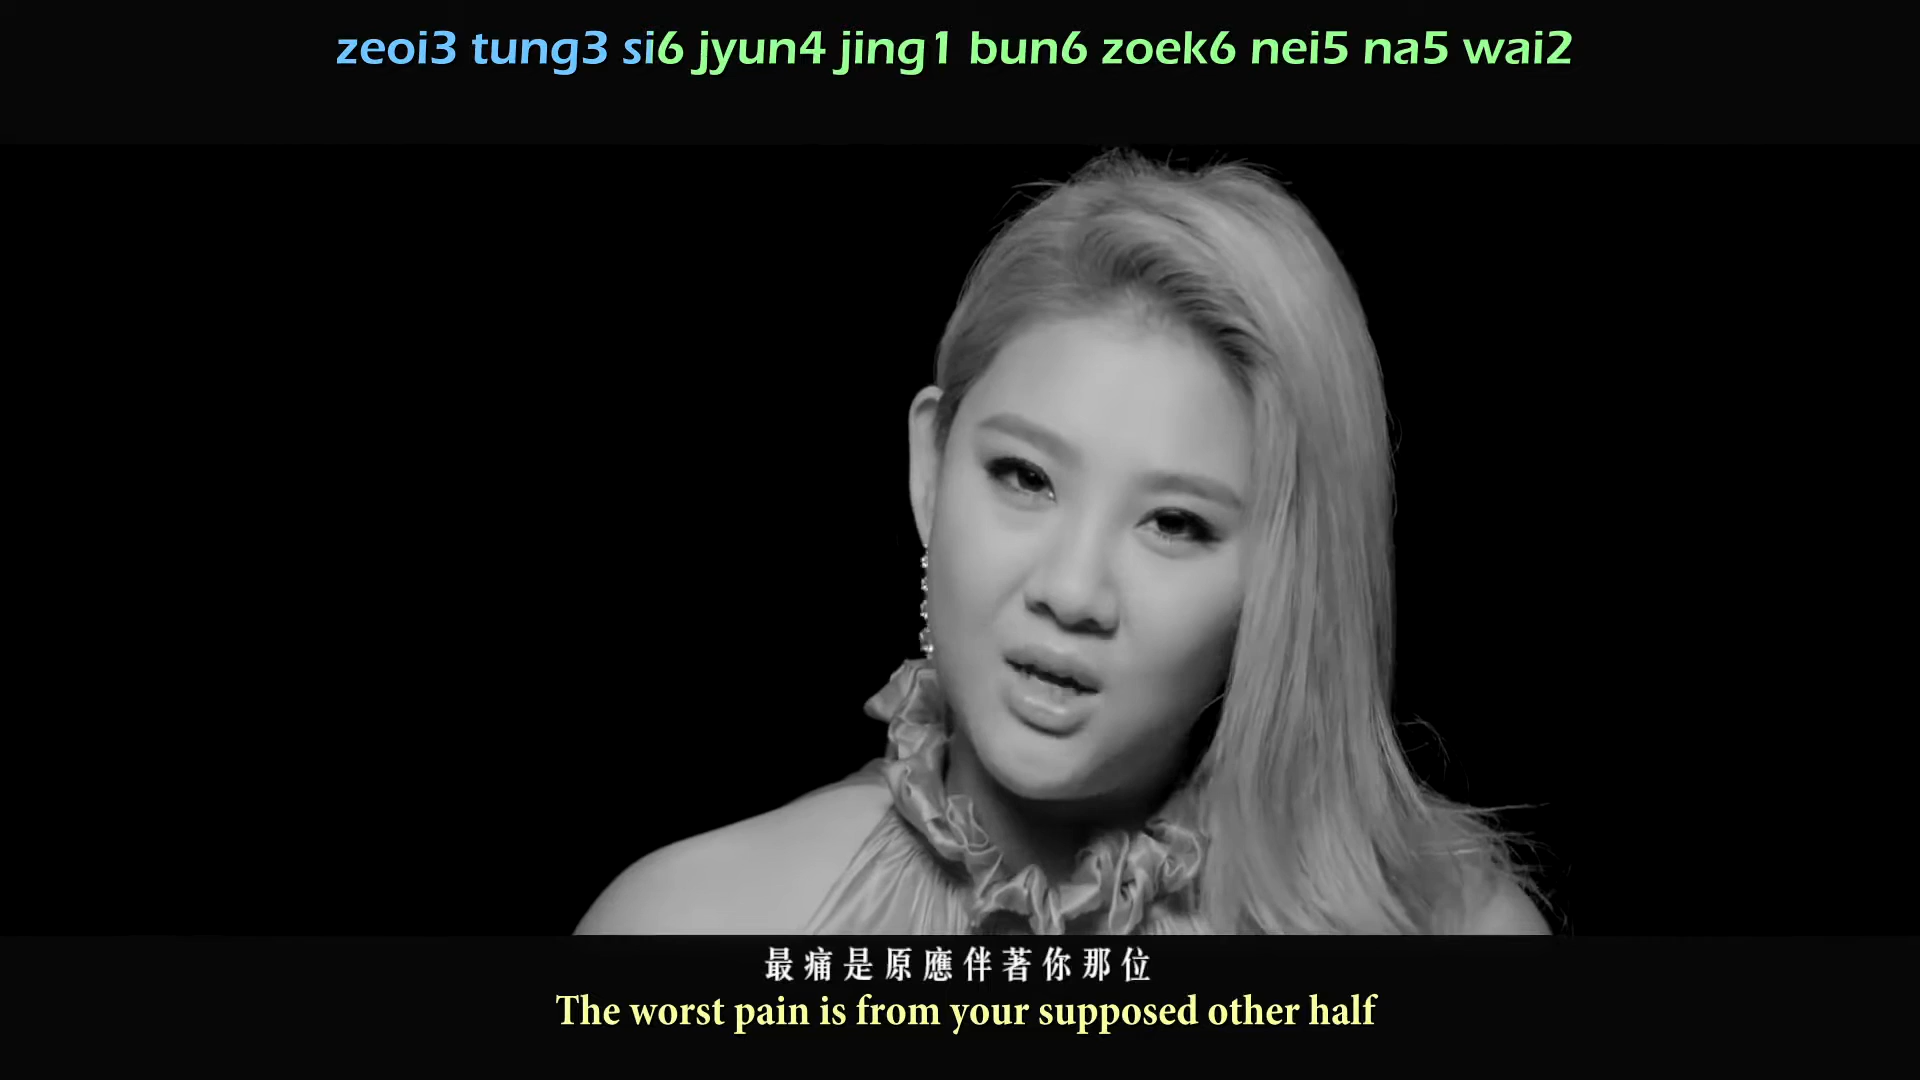 zeoi3 tung3 si6 jyun4 jing1 bun6 zoek6 nei5 na5 wai2
最痛是原應伴著你那位
The worst pain is from your supposed other half